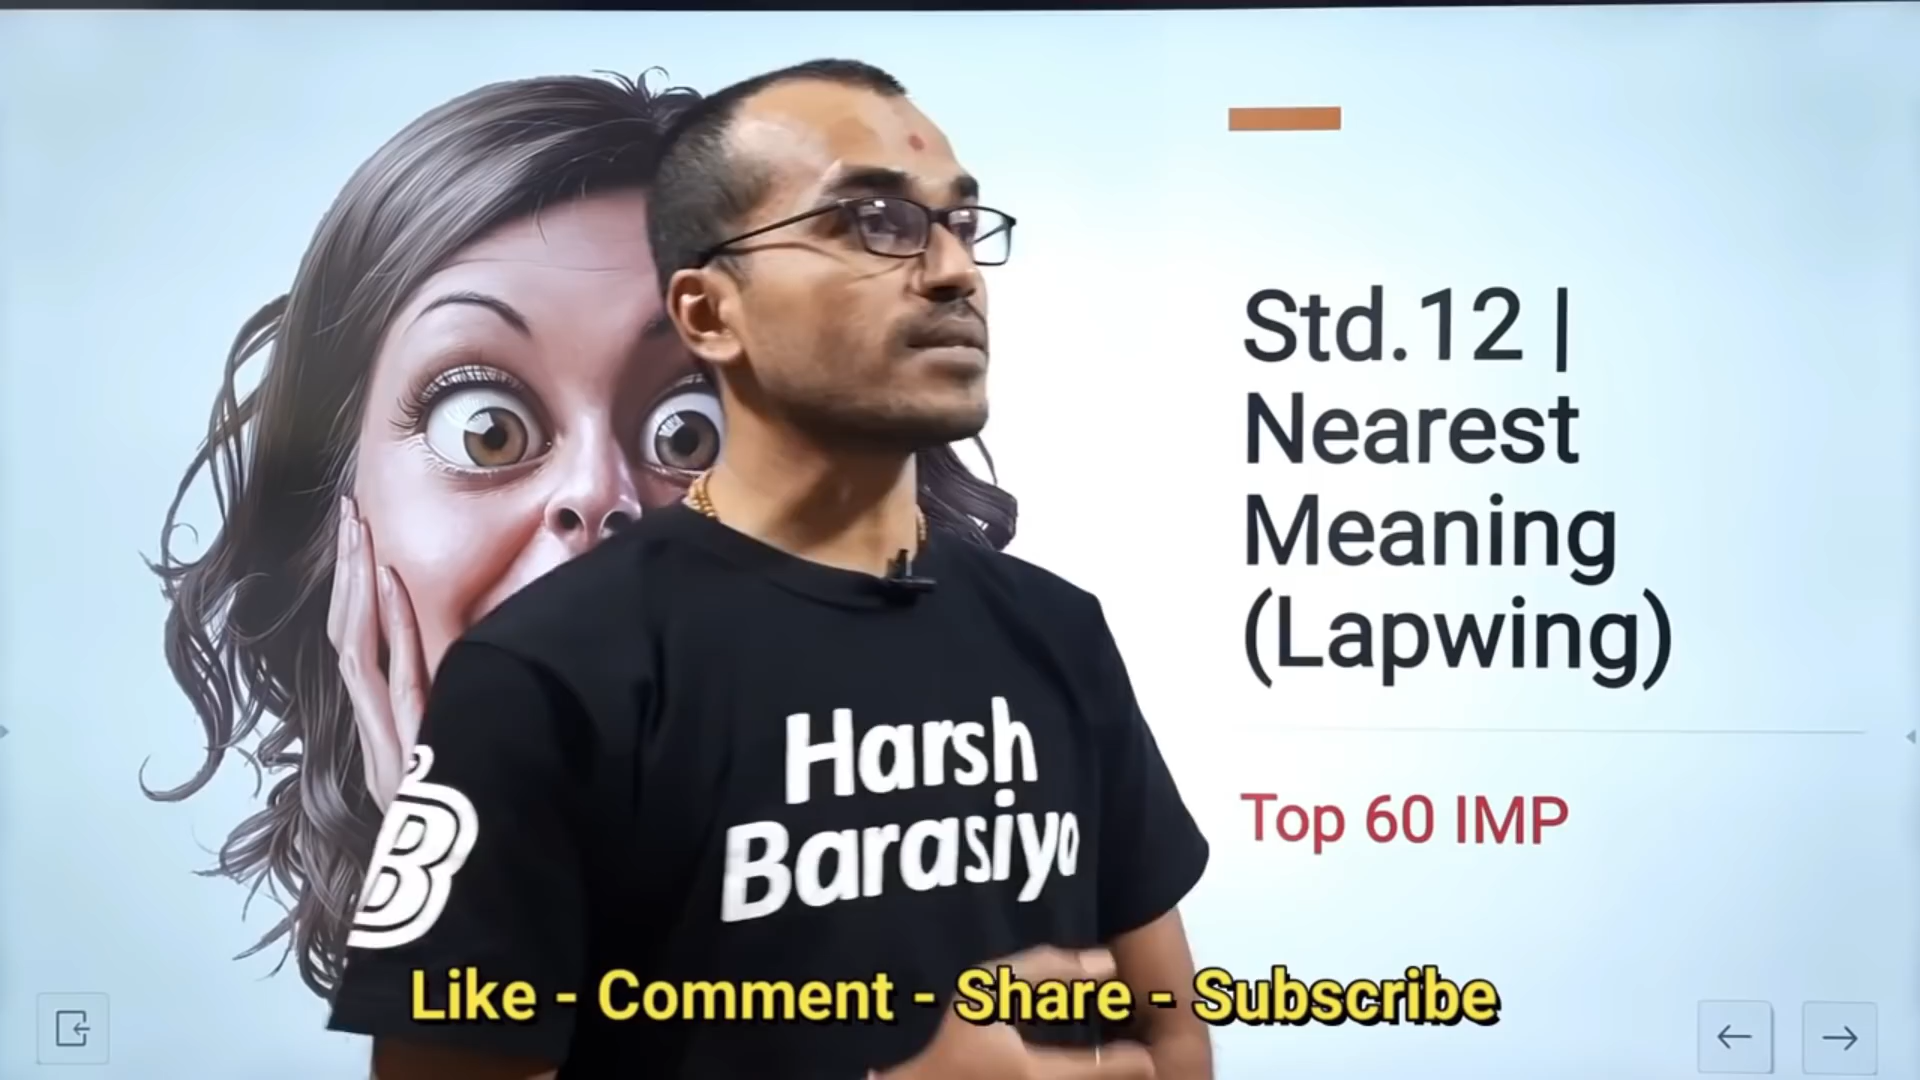 Std.12 |
Nearest
Meaning
(Lapwing)
Top 60 IMP
Harsh
Barasiya
B
Like - Comment - Share - Subscribe